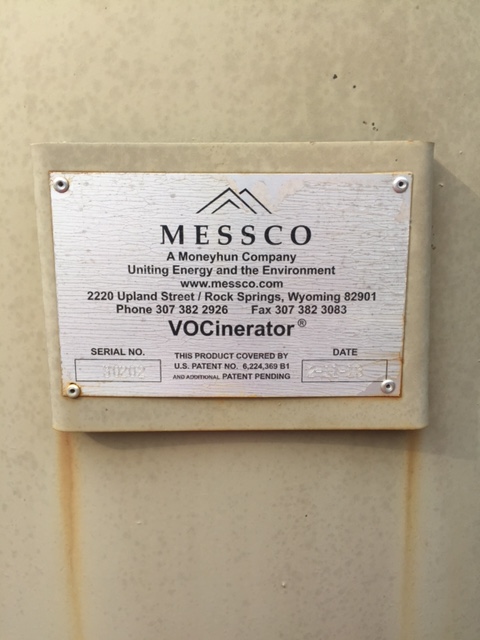 MESSCO
A Moneyhun Company
Uniting Energy and the Environment
www.messco.com
2220 Upland Street / Rock Springs, Wyoming 82901
Phone 307 382 2926 Fax 307 382 3083
VOCinerator®
SERIAL NO.
THIS PRODUCT COVERED BY
U.S. PATENT NO. 6,224,369 B1
AND ADDITIONAL PATENT PENDING
DATE